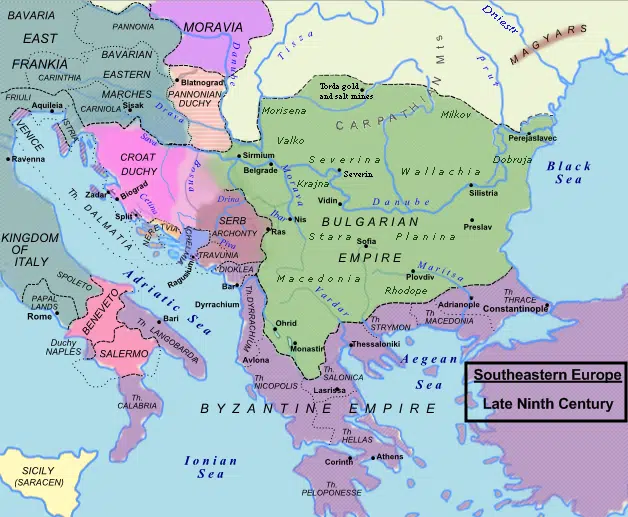 BAVARIA
PANNONIA
MORAVIA
Dniestr
EAST
FRANKIA
BAVARIAN
EASTERN
MARCHES
CARINTHIA
CARNIOLA
Sisak
FRIULI
Aquileia
ISTRIA
VENICE
Ravenna
Danube
Blatnograd
PANNONIAN
DUCHY
Drava
Tisza
Prut
MAGYARS
Torda gold
and salt mines
CARPATHIAN Mts
Morisena
Milkov
Valko
Severina
Severin
Wallachia
Perejaslavec
Dobruja
Black
Sea
Sirmium
Belgrade
Krajna
Morava
Vidin
Danube
Silistria
CROAT
DUCHY
Sava
Bosna
Zadar
Biograd
Split
Cetina
Th. DALMATIA
NERETVIA
Drina
SERB
ARCHONTY
Piva
TRAVUNIA
DIOKLEA
Ragusium
Ibar
Nis
Ras
BULGARIAN
EMPIRE
Stara Planina
Sofia
Preslav
Macedonia
Plovdiv
Maritsa
Rhodope
Vardar
KINGDOM
OF
ITALY
SPOLETO
PAPAL
LANDS
Rome
Duchy
NAPLES
BENEVETO
SALERMO
Adriatic Sea
Bari
Th. LANGOBARDA
Th.
CALABRIA
Bar
Dyrrachium
Th.DYRRACHIUM
Avlona
Ohrid
Monastir
Th
STRYMON
Th
MACEDONIA
Adrianople
Th
THRACE
Constantinople
Thessaloniki
Aegean
Sea
Th
NICOPOLIS
Th
SALONICA
Larissa
BYZANTINE EMPIRE
Th
HELLAS
Corinth
Athens
Th.
PELOPONESSE
Ionian
Sea
SICILY
(SARACEN)
Southeastern Europe
Late Ninth Century